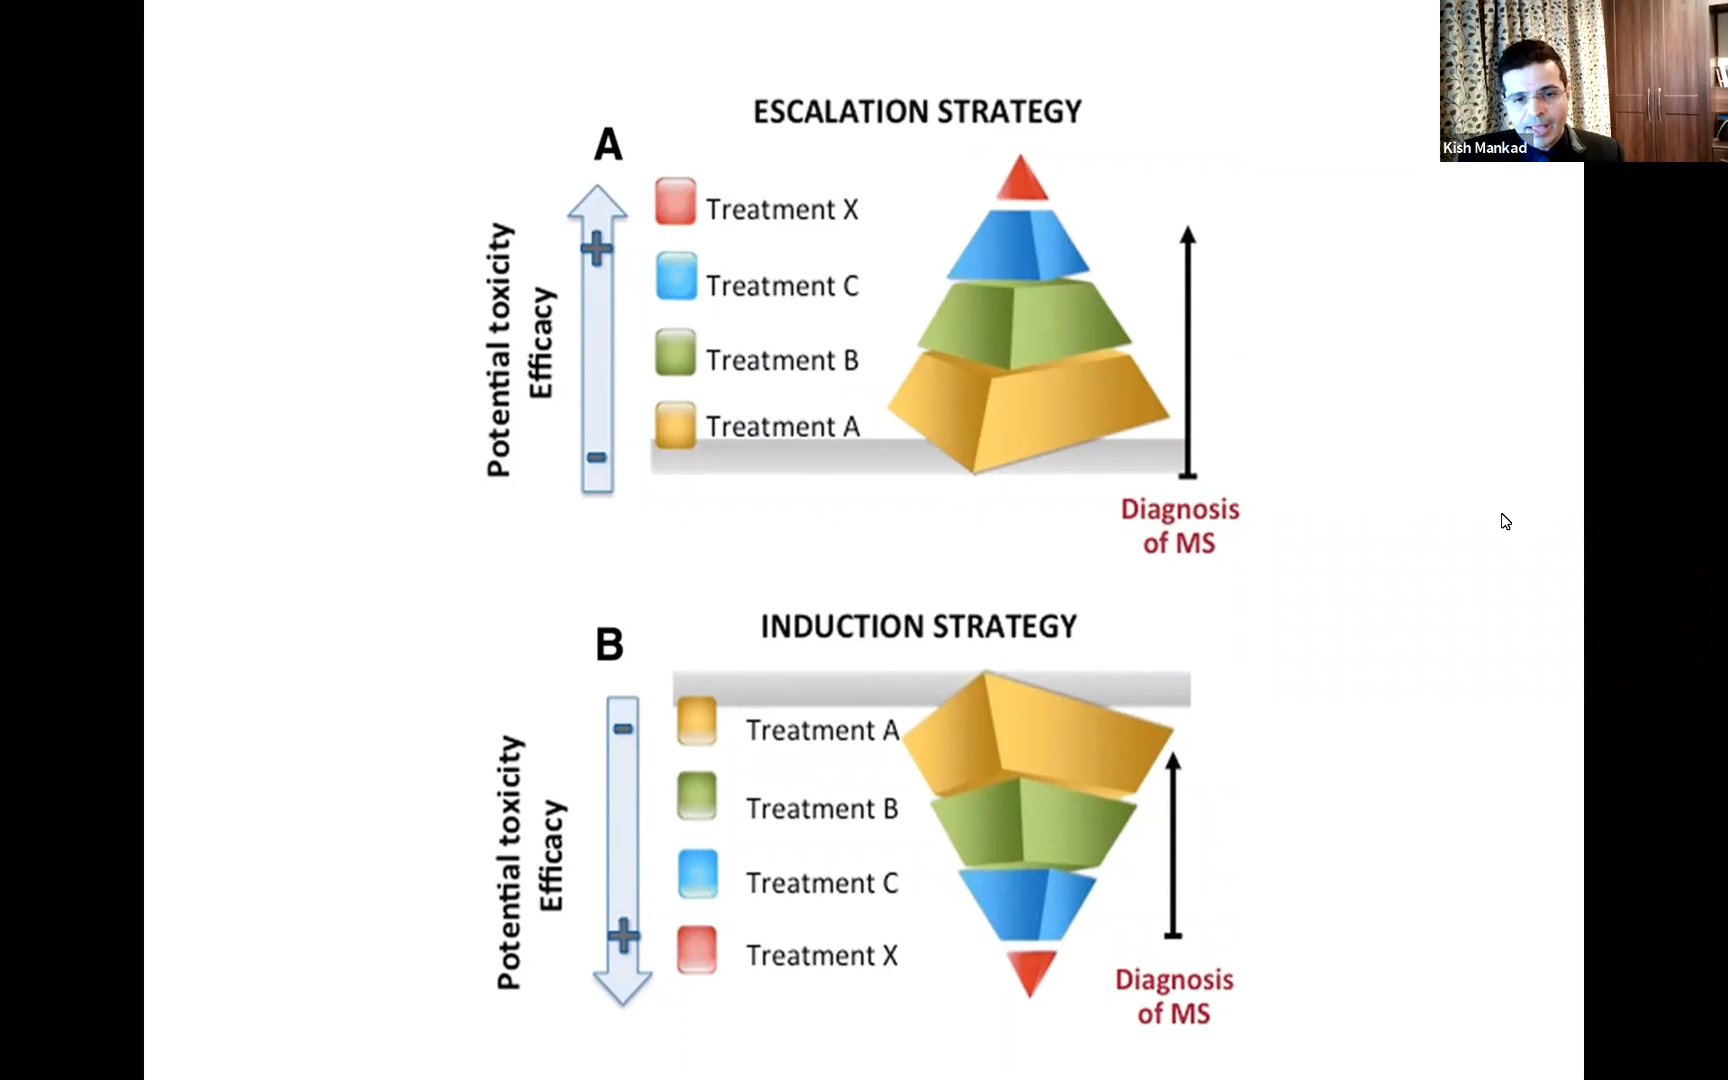 Kish Mankad
ESCALATION STRATEGY
A
Potential toxicity
Efficacy
+
-
Treatment X
Treatment C
Treatment B
Treatment A
Diagnosis
of MS
INDUCTION STRATEGY
B
Potential toxicity
Efficacy
-
+
Treatment A
Treatment B
Treatment C
Treatment X
Diagnosis
of MS